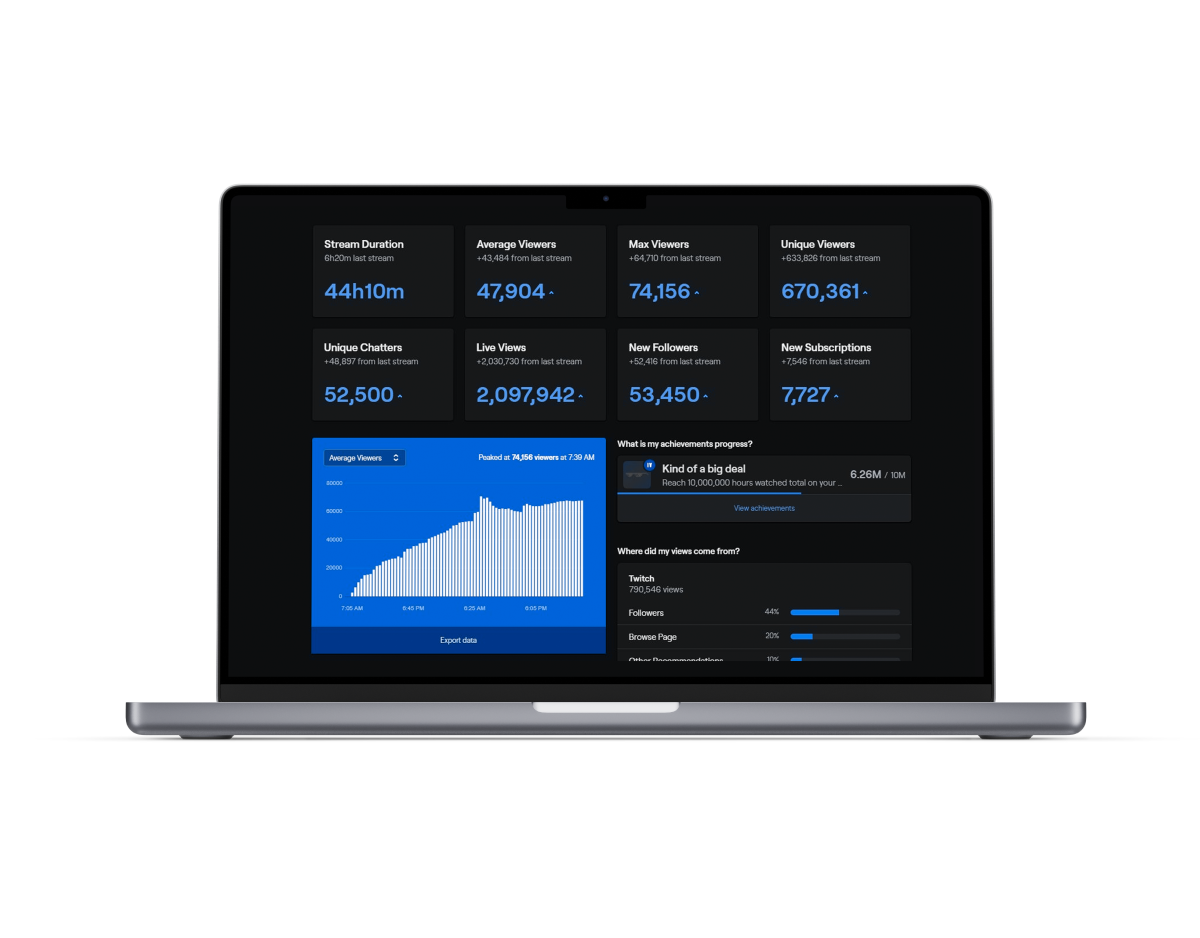 Stream Duration
6h20m last stream
44h10m
Average Viewers
+43,484 from last stream
47,904
Max Viewers
+64,710 from last stream
74,156
Unique Viewers
+633,826 from last stream
670,361
Unique Chatters
+48,897 from last stream
52,500
Live Views
+2,030,730 from last stream
2,097,942
New Followers
+52,416 from last stream
53,450
New Subscriptions
+7,546 from last stream
7,727
Average Viewers
Peaked at 74,156 viewers at 7:39 AM
80000
60000
40000
20000
0
7:05 AM 6:45 PM 6:25 AM 6:05 PM
Export data
What is my achievements progress?
Kind of a big deal
Reach 10,000,000 hours watched total on your ...
6.26M / 10M
View achievements
Where did my views come from?
Twitch
790,546 views
Followers 44%
Browse Page 20%
Other Recommendations 10%